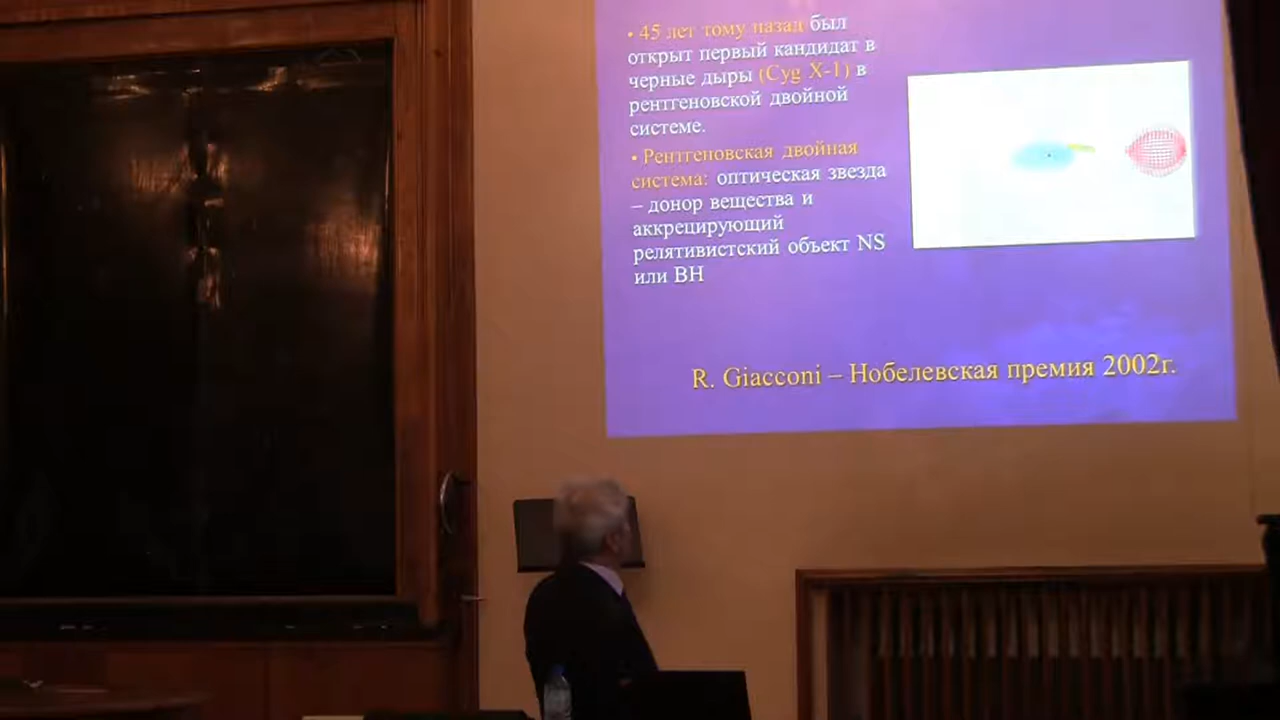 • 45 лет тому назад был
открыт первый кандидат в
черные дыры (Cyg X-1) в
рентгеновской двойной
системе.
• Рентгеновская двойная
система: оптическая звезда
– донор вещества и
аккрецирующий
релятивистский объект NS
или BH
R. Giacconi – Нобелевская премия 2002г.